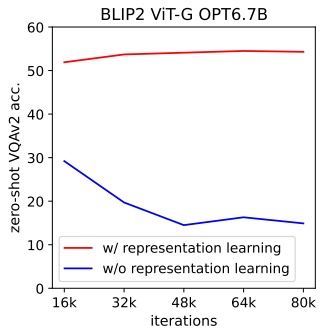 BLIP2 ViT-G OPT6.7B
60
50
40
30
20
10
0
zero-shot VQAv2 acc.
w/ representation learning
w/o representation learning
16k 32k 48k 64k 80k
iterations